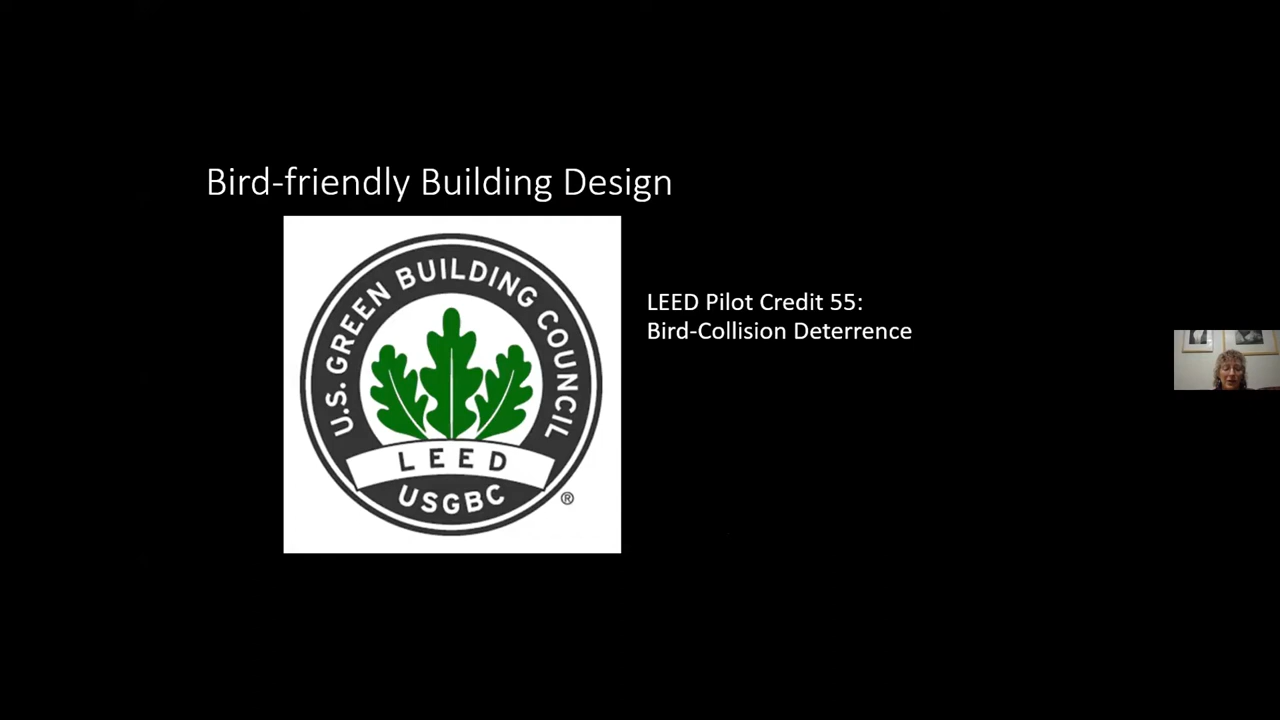 Bird-friendly Building Design
U.S. GREEN BUILDING COUNCIL
LEED
USGBC
®
LEED Pilot Credit 55:
Bird-Collision Deterrence